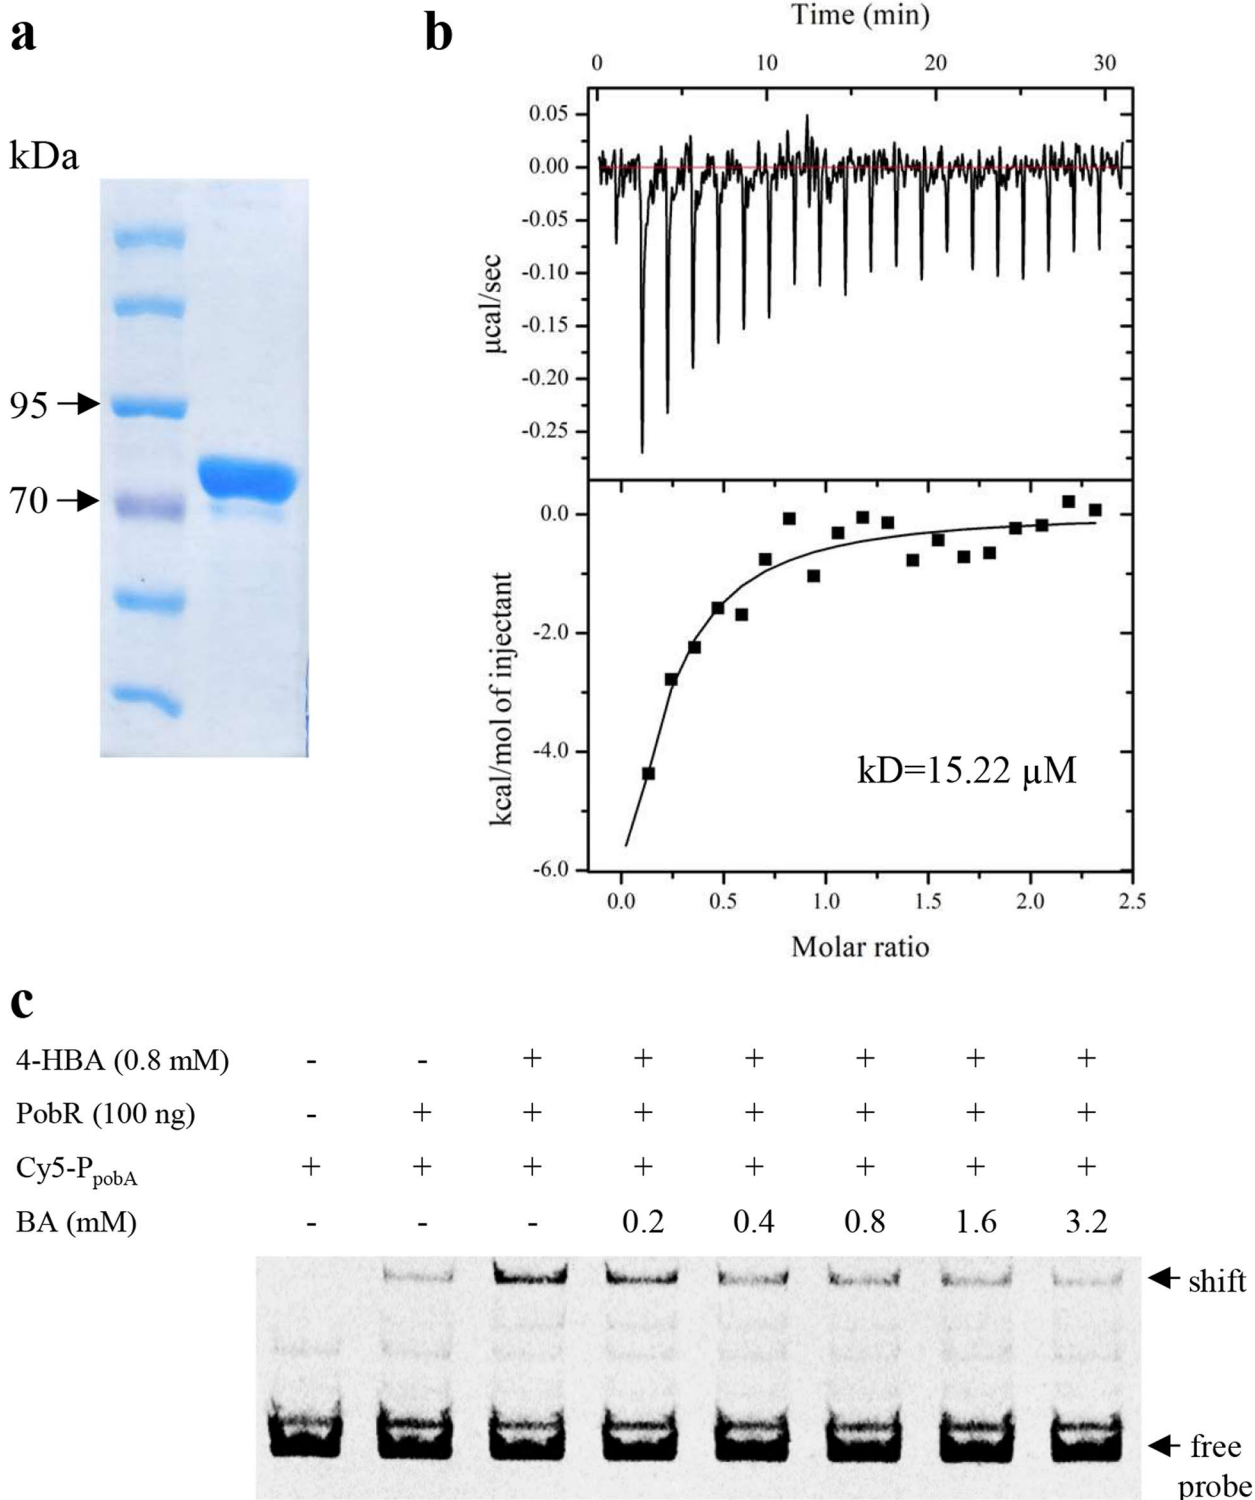 a
kDa
95
70
b
Time (min)
0 10 20 30
0.05
0.00
-0.05
-0.10
-0.15
-0.20
-0.25
µcal/sec
0.0
-2.0
-4.0
-6.0
kcal/mol of injectant
kD=15.22 µM
0.0 0.5 1.0 1.5 2.0 2.5
Molar ratio
c
4-HBA (0.8 mM) - - + + + + + +
PobR (100 ng) - + + + + + + +
Cy5-PpobA + + + + + + + +
BA (mM) - - - 0.2 0.4 0.8 1.6 3.2
shift
free
probe